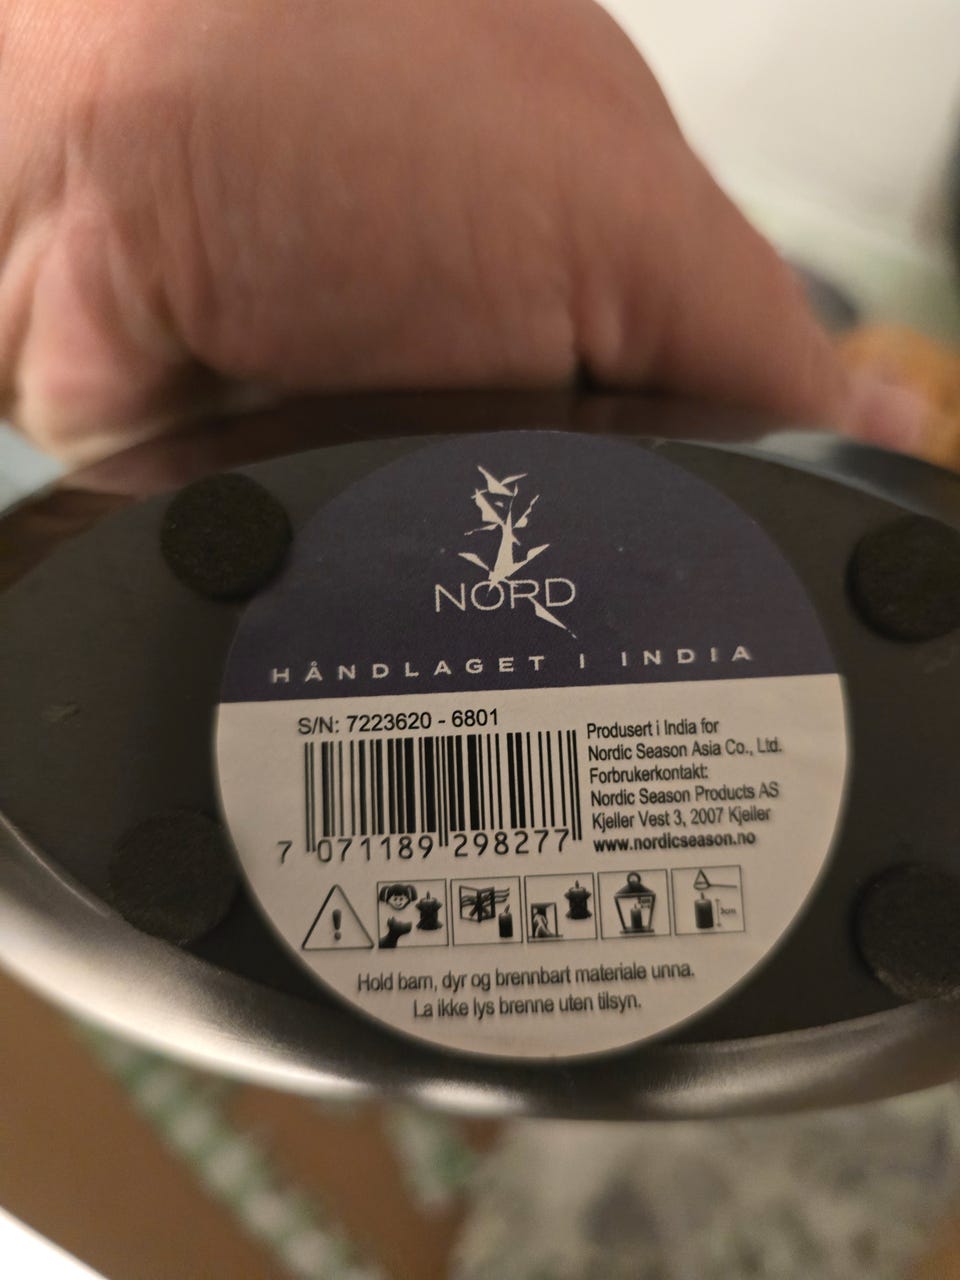 NORD
HÅNDLAGET I INDIA
S/N: 7223620 - 6801
7 071189 298277
Produsert i India for
Nordic Season Asia Co., Ltd.
Forbrukerkontakt:
Nordic Season Products AS
Kjeller Vest 3, 2007 Kjeller
www.nordicseason.no
Hold barn, dyr og brennbart materiale unna.
La ikke lys brenne uten tilsyn.